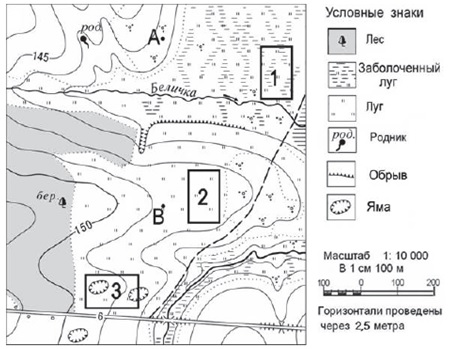 род.
А
145
1
Беличка
2
бер.
В
150
3
6
Условные знаки
Лес
Заболоченный
луг
Луг
род.
Родник
Обрыв
Яма
Масштаб 1: 10 000
В 1 см 100 м
100 0 100 200
Горизонтали проведены
через 2,5 метра